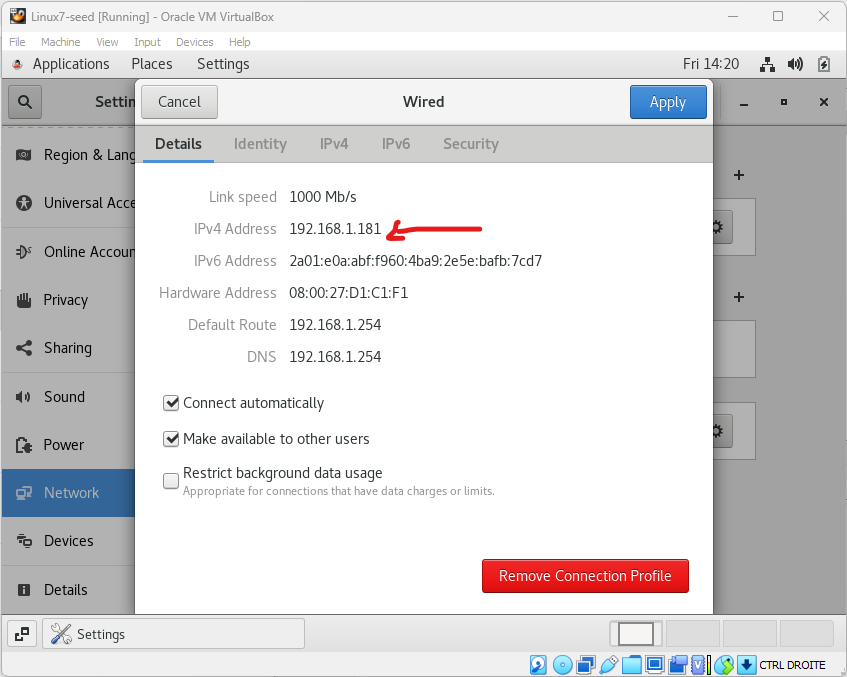 Linux7-seed [Running] - Oracle VM VirtualBox
File Machine View Input Devices Help
Applications Places Settings Fri 14:20
Settin Cancel Wired Apply
Details Identity IPv4 IPv6 Security
Region & Lang
Universal Acce
Online Accoun
Privacy
Sharing
Sound
Power
Network
Devices
Details
Link speed 1000 Mb/s
IPv4 Address 192.168.1.181
IPv6 Address 2a01:e0a:abf:f960:4ba9:2e5e:bafb:7cd7
Hardware Address 08:00:27:D1:C1:F1
Default Route 192.168.1.254
DNS 192.168.1.254
Connect automatically
Make available to other users
Restrict background data usage
Appropriate for connections that have data charges or limits.
Remove Connection Profile
Settings
CTRL DROITE